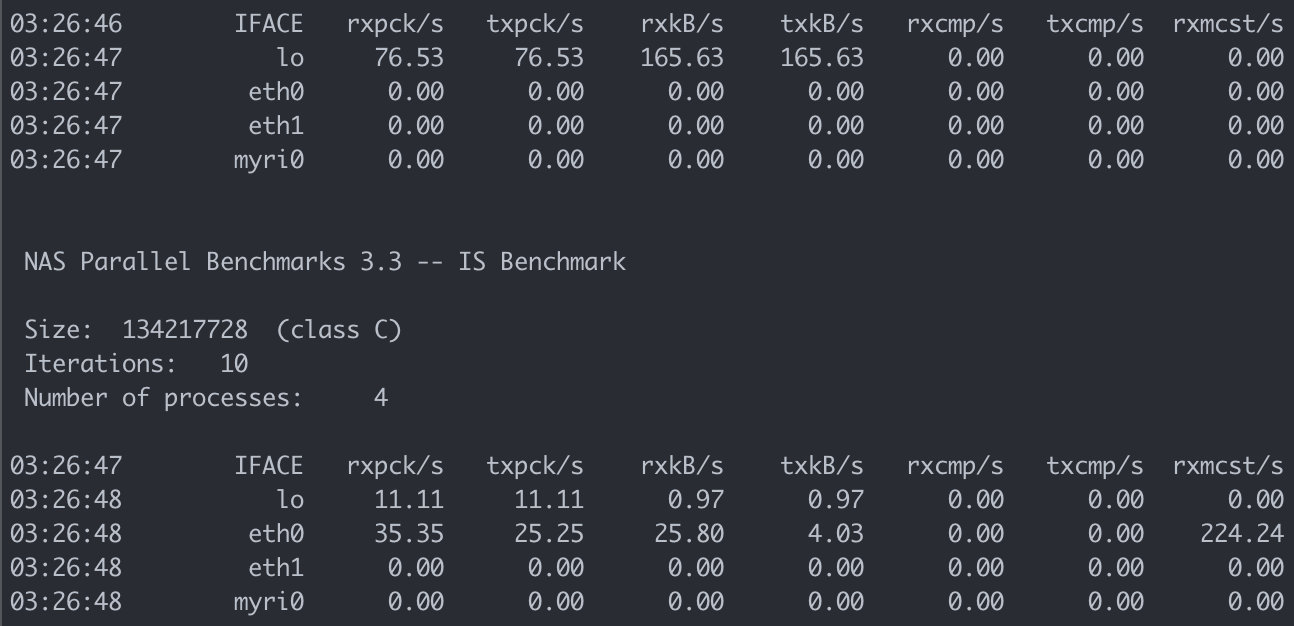 03:26:46        IFACE   rxpck/s   txpck/s    rxkB/s    txkB/s   rxcmp/s   txcmp/s  rxmcst/s
03:26:47           lo     76.53     76.53    165.63    165.63      0.00      0.00      0.00
03:26:47         eth0      0.00      0.00      0.00      0.00      0.00      0.00      0.00
03:26:47         eth1      0.00      0.00      0.00      0.00      0.00      0.00      0.00
03:26:47        myri0      0.00      0.00      0.00      0.00      0.00      0.00      0.00
 NAS Parallel Benchmarks 3.3 -- IS Benchmark
 Size:  134217728  (class C)
 Iterations:   10
 Number of processes:     4
03:26:47        IFACE   rxpck/s   txpck/s    rxkB/s    txkB/s   rxcmp/s   txcmp/s  rxmcst/s
03:26:48           lo     11.11     11.11      0.97      0.97      0.00      0.00      0.00
03:26:48         eth0     35.35     25.25     25.80      4.03      0.00      0.00    224.24
03:26:48         eth1      0.00      0.00      0.00      0.00      0.00      0.00      0.00
03:26:48        myri0      0.00      0.00      0.00      0.00      0.00      0.00      0.00